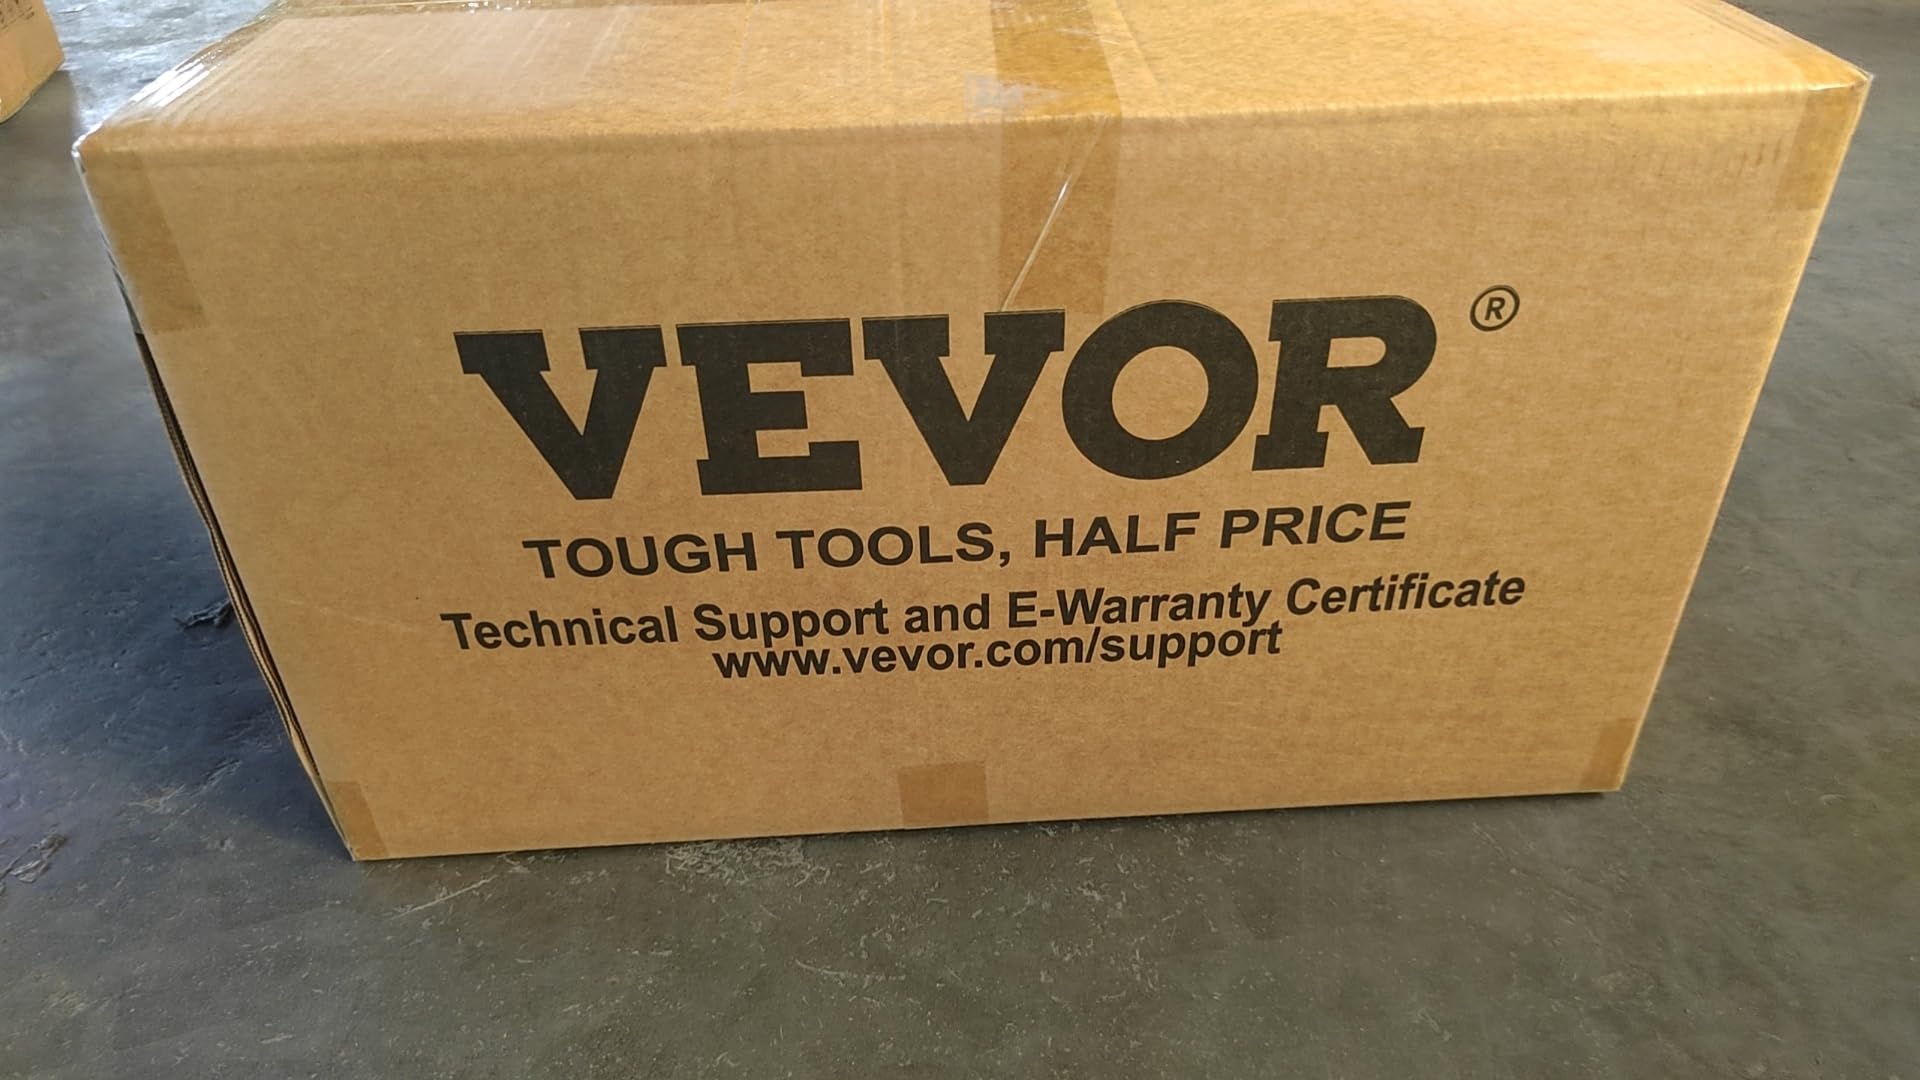 VEVOR®
TOUGH TOOLS, HALF PRICE
Technical Support and E-Warranty Certificate
www.vevor.com/support